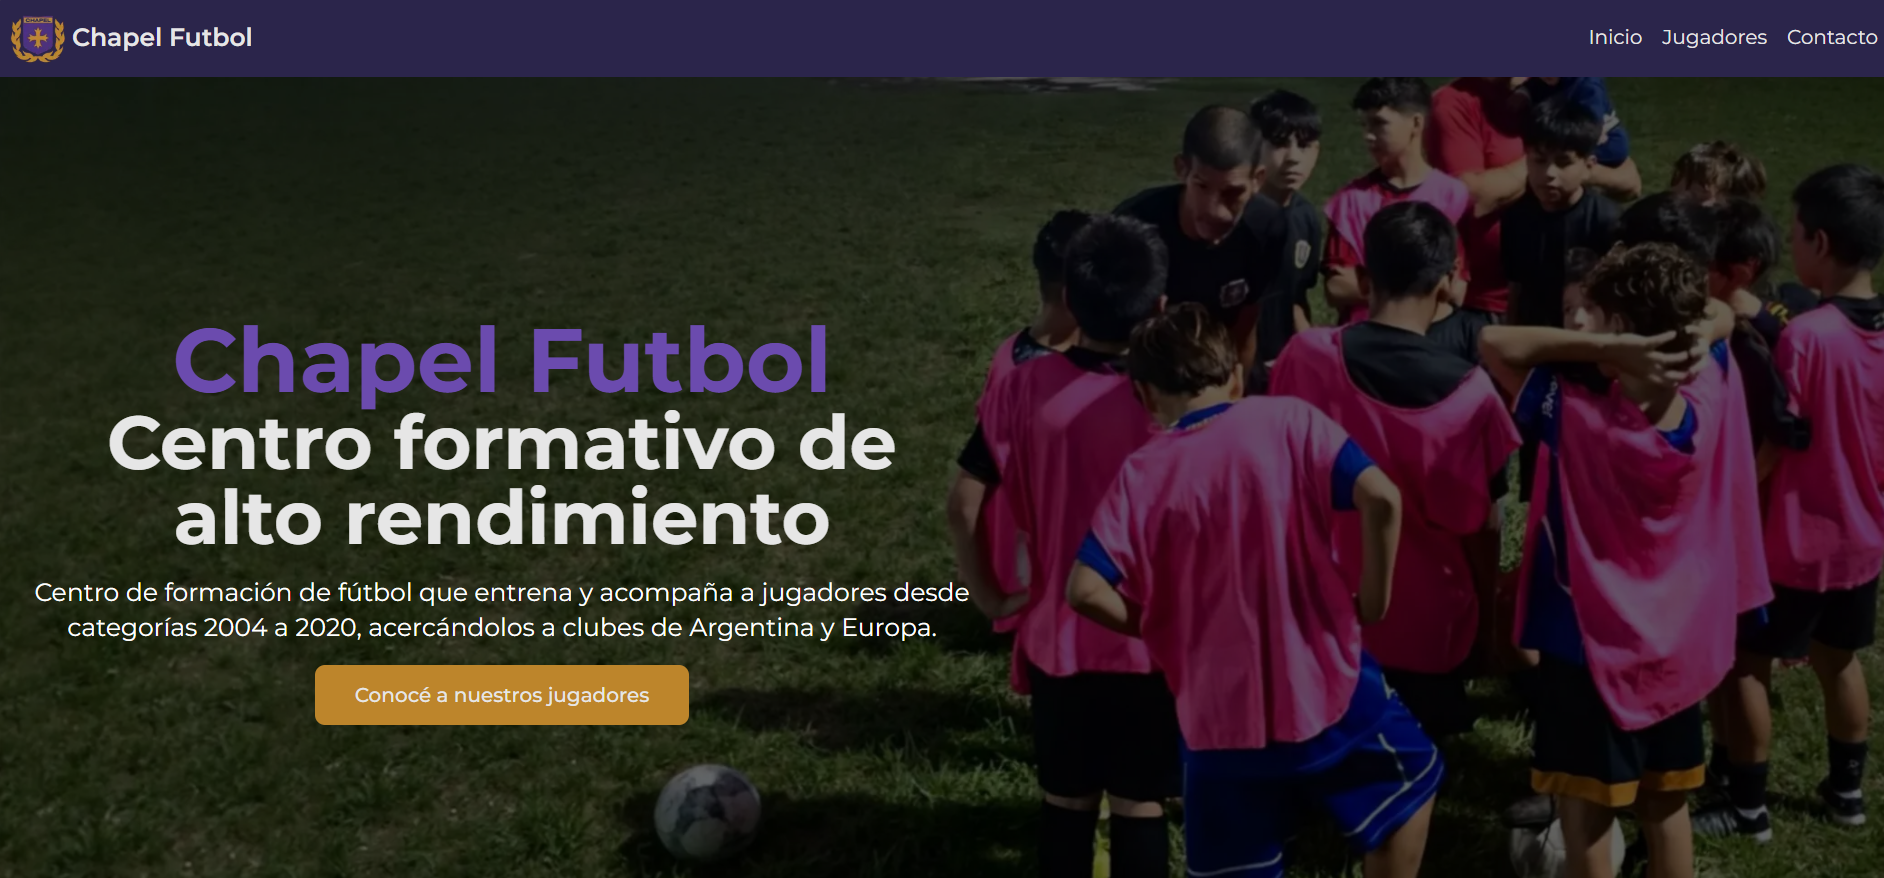 CHAPEL
Chapel Futbol
Inicio Jugadores Contacto
Chapel Futbol
Centro formativo de
alto rendimiento
Centro de formación de fútbol que entrena y acompaña a jugadores desde
categorías 2004 a 2020, acercándolos a clubes de Argentina y Europa.
Conocé a nuestros jugadores